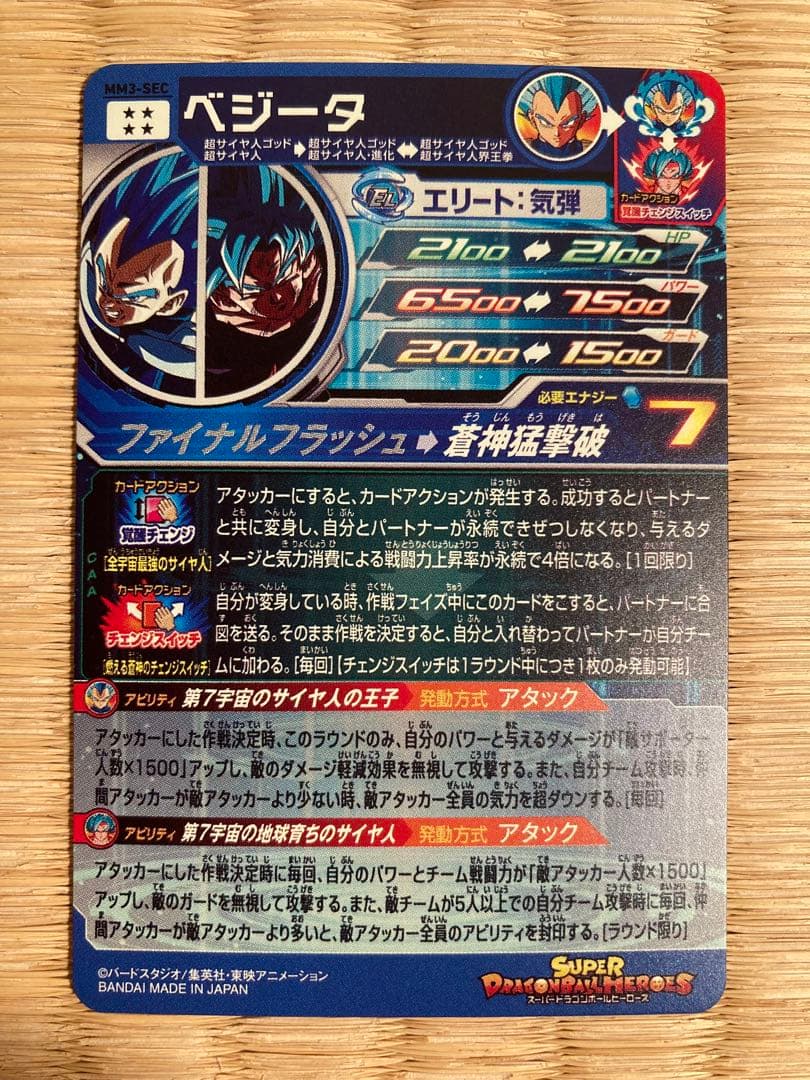 MM3-SEC
ベジータ
超サイヤ人ゴッド 超サイヤ人ゴッド 超サイヤ人ゴッド
超サイヤ人 超サイヤ人・進化 超サイヤ人界王拳
カードアクション
覚醒チェンジスイッチ
EL エリート:気弾
HP
2100 2100
パワー
6500 7500
ガード
2000 1500
必要エナジー 7
ファイナルフラッシュ 蒼神猛撃破
そうじんもうげきは
CAA
カードアクション
覚醒チェンジ
[全宇宙最強のサイヤ人]
アタッカーにすると、カードアクションが発生する。成功するとパートナー
と共に変身し、自分とパートナーが永続できぜつしなくなり、与えるダ
メージと気力消費による戦闘力上昇率が永続で4倍になる。[1回限り]
カードアクション
チェンジスイッチ
[燃える蒼神のチェンジスイッチ]
自分が変身している時、作戦フェイズ中にこのカードをこすると、パートナーに合
図を送る。そのまま作戦を決定すると、自分と入れ替わってパートナーが自分チー
ムに加わる。[毎回]【チェンジスイッチは1ラウンド中につき1枚のみ発動可能】
アビリティ 第7宇宙のサイヤ人の王子 発動方式 アタック
アタッカーにした作戦決定時、このラウンドのみ、自分のパワーと与えるダメージが「敵サポーター
人数×1500」アップし、敵のダメージ軽減効果を無視して攻撃する。また、自分チーム攻撃時、仲
間アタッカーが敵アタッカーより少ない時、敵アタッカー全員の気力を超ダウンする。[毎回]
アビリティ 第7宇宙の地球育ちのサイヤ人 発動方式 アタック
アタッカーにした作戦決定時に毎回、自分のパワーとチーム戦闘力が「敵アタッカー人数×1500」
アップし、敵のガードを無視して攻撃する。また、敵チームが5人以上での自分チーム攻撃時に毎回、仲
間アタッカーが敵アタッカーより多いと、敵アタッカー全員のアビリティを封印する。[ラウンド限り]
©バードスタジオ/集英社・東映アニメーション
BANDAI MADE IN JAPAN
SUPER
DRAGONBALL HEROES
スーパードラゴンボールヒーローズ